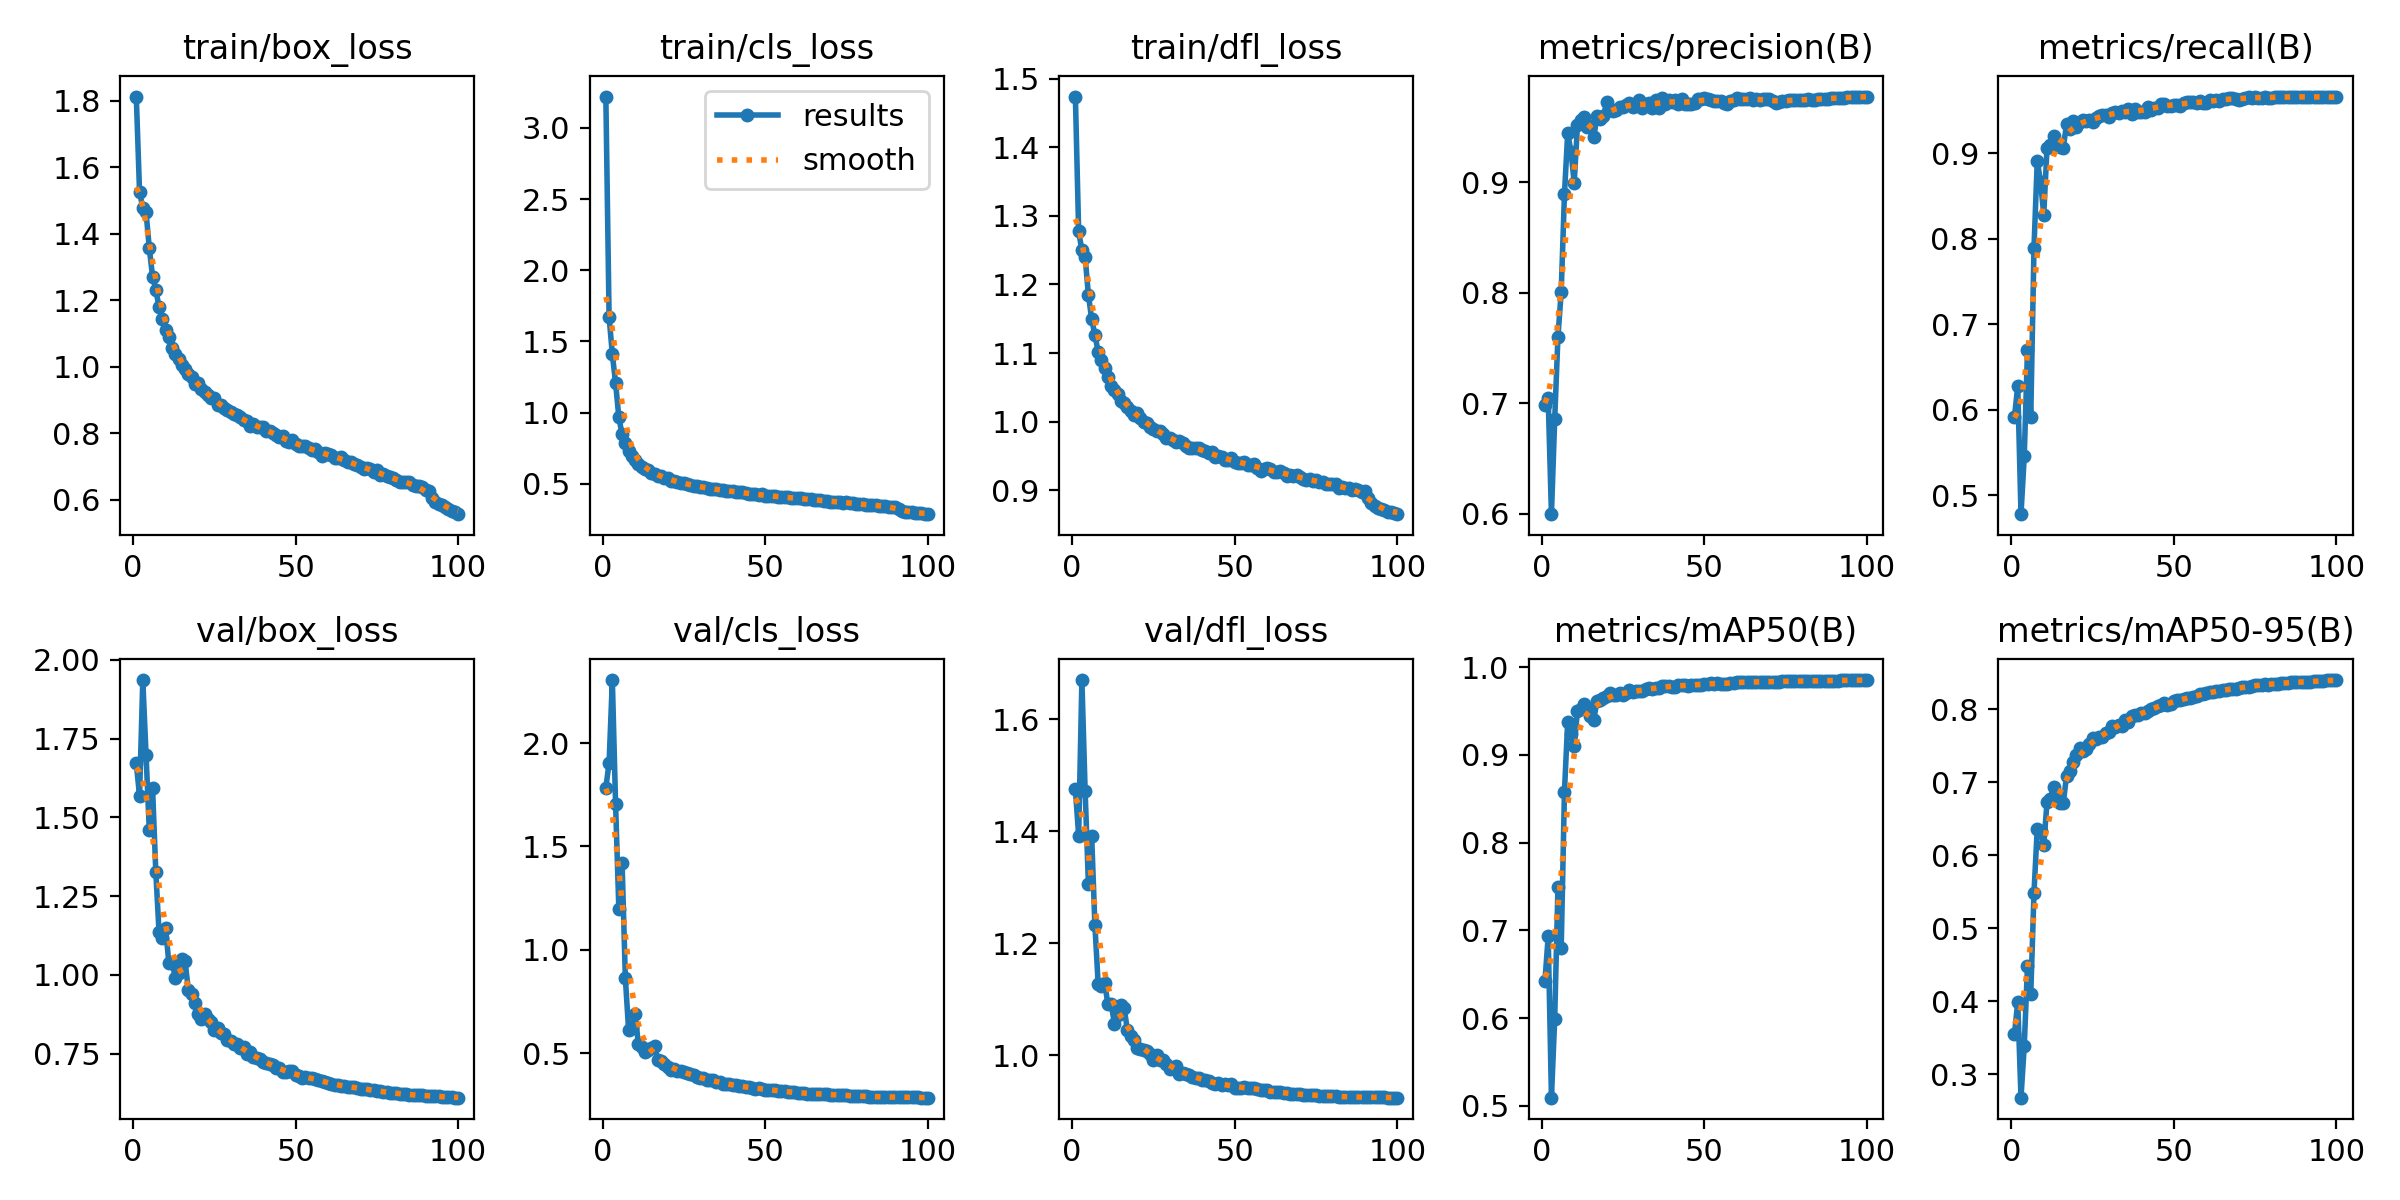 train/box_loss
1.8
1.6
1.4
1.2
1.0
0.8
0.6
0 50 100
train/cls_loss
results
smooth
3.0
2.5
2.0
1.5
1.0
0.5
0 50 100
train/dfl_loss
1.5
1.4
1.3
1.2
1.1
1.0
0.9
0 50 100
metrics/precision(B)
0.9
0.8
0.7
0.6
0 50 100
metrics/recall(B)
0.9
0.8
0.7
0.6
0.5
0 50 100
val/box_loss
2.00
1.75
1.50
1.25
1.00
0.75
0 50 100
val/cls_loss
2.0
1.5
1.0
0.5
0 50 100
val/dfl_loss
1.6
1.4
1.2
1.0
0 50 100
metrics/mAP50(B)
1.0
0.9
0.8
0.7
0.6
0.5
0 50 100
metrics/mAP50-95(B)
0.8
0.7
0.6
0.5
0.4
0.3
0 50 100